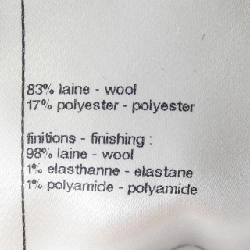 83% laine - wool
17% polyester - polyester
finitions - finishing :
98% laine - wool
1% elasthanne - elastane
1% polyamide - polyamide